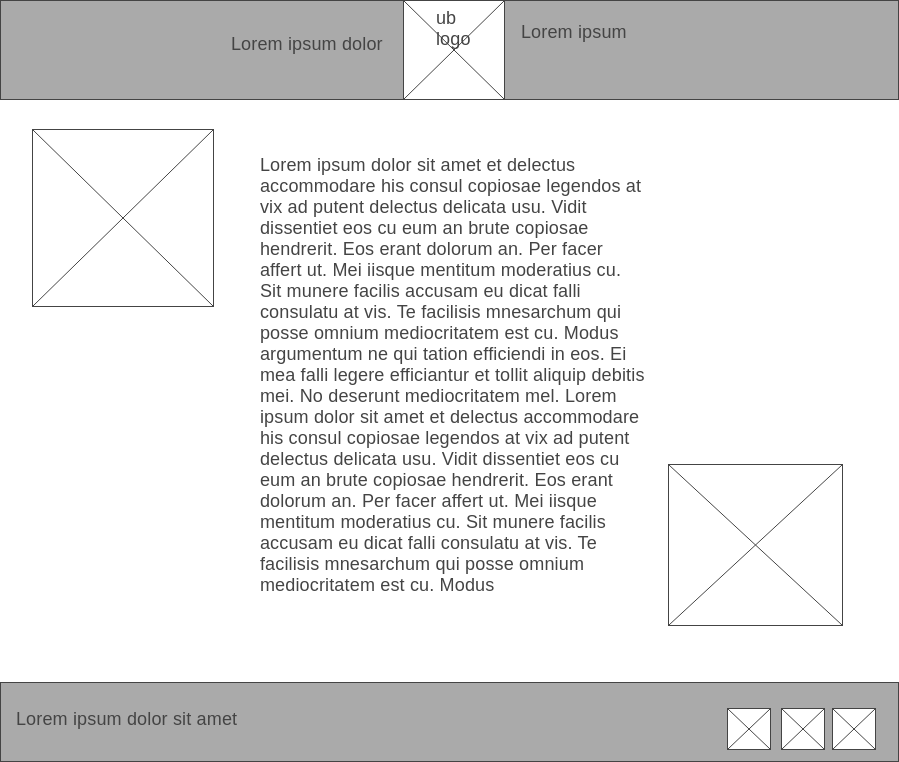 Lorem ipsum dolor
ub
logo
Lorem ipsum
Lorem ipsum dolor sit amet et delectus
accommodare his consul copiosae legendos at
vix ad putent delectus delicata usu. Vidit
dissentiet eos cu eum an brute copiosae
hendrerit. Eos erant dolorum an. Per facer
affert ut. Mei iisque mentitum moderatius cu.
Sit munere facilis accusam eu dicat falli
consulatu at vis. Te facilisis mnesarchum qui
posse omnium mediocritatem est cu. Modus
argumentum ne qui tation efficiendi in eos. Ei
mea falli legere efficiantur et tollit aliquip debitis
mei. No deserunt mediocritatem mel. Lorem
ipsum dolor sit amet et delectus accommodare
his consul copiosae legendos at vix ad putent
delectus delicata usu. Vidit dissentiet eos cu
eum an brute copiosae hendrerit. Eos erant
dolorum an. Per facer affert ut. Mei iisque
mentitum moderatius cu. Sit munere facilis
accusam eu dicat falli consulatu at vis. Te
facilisis mnesarchum qui posse omnium
mediocritatem est cu. Modus
Lorem ipsum dolor sit amet